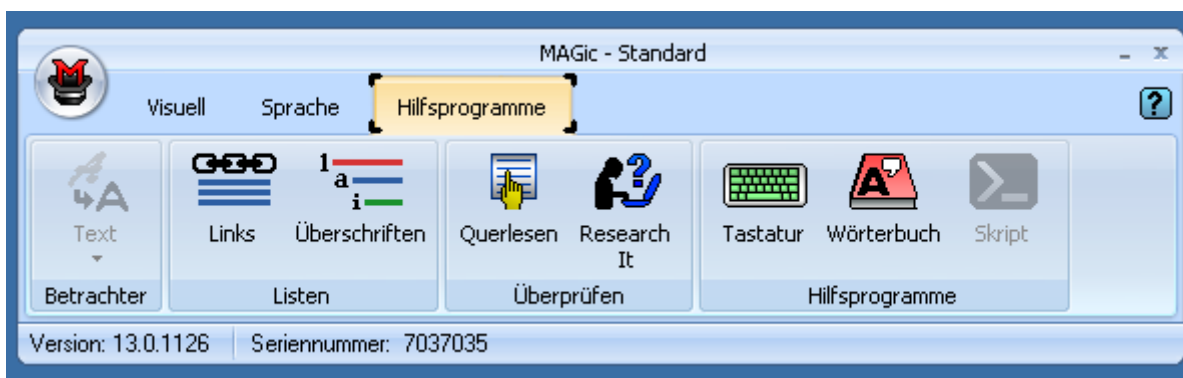 MAGic - Standard
Visuell Sprache Hilfsprogramme
Text Links Überschriften Querlesen Research It Tastatur Wörterbuch Skript
Betrachter Listen Überprüfen Hilfsprogramme
Version: 13.0.1126 Seriennummer: 7037035